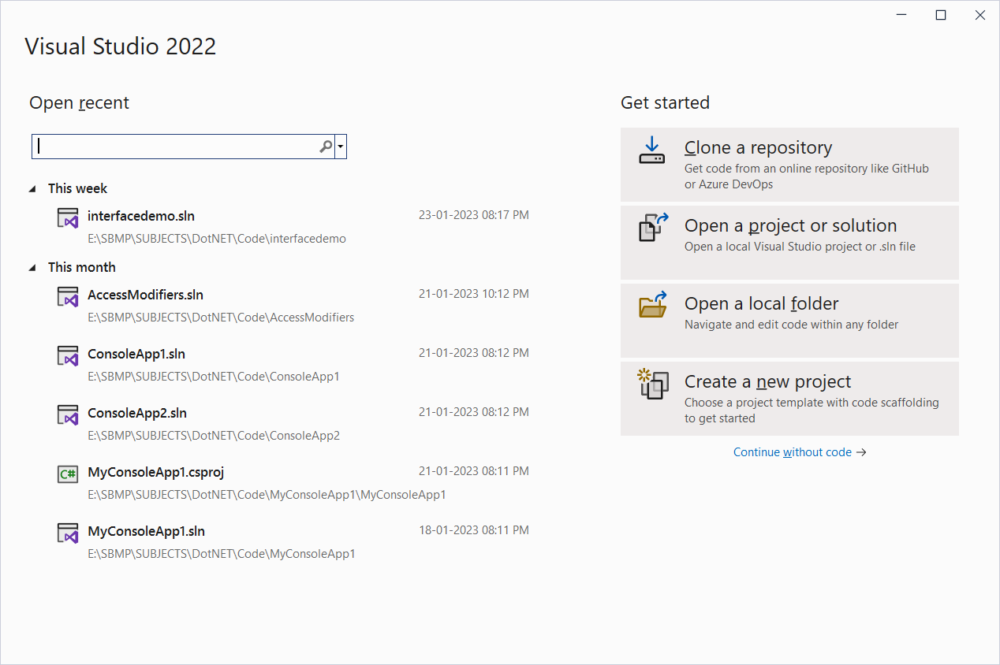 Visual Studio 2022
Open recent
This week
interfacedemo.sln 23-01-2023 08:17 PM
E:\SBMP\SUBJECTS\DotNET\Code\interfacedemo
This month
AccessModifiers.sln 21-01-2023 10:12 PM
E:\SBMP\SUBJECTS\DotNET\Code\AccessModifiers
ConsoleApp1.sln 21-01-2023 08:12 PM
E:\SBMP\SUBJECTS\DotNET\Code\ConsoleApp1
ConsoleApp2.sln 21-01-2023 08:12 PM
E:\SBMP\SUBJECTS\DotNET\Code\ConsoleApp2
C# MyConsoleApp1.csproj 21-01-2023 08:11 PM
E:\SBMP\SUBJECTS\DotNET\Code\MyConsoleApp1\MyConsoleApp1
MyConsoleApp1.sln 18-01-2023 08:11 PM
E:\SBMP\SUBJECTS\DotNET\Code\MyConsoleApp1
Get started
Clone a repository
Get code from an online repository like GitHub
or Azure DevOps
Open a project or solution
Open a local Visual Studio project or .sln file
Open a local folder
Navigate and edit code within any folder
Create a new project
Choose a project template with code scaffolding
to get started
Continue without code →